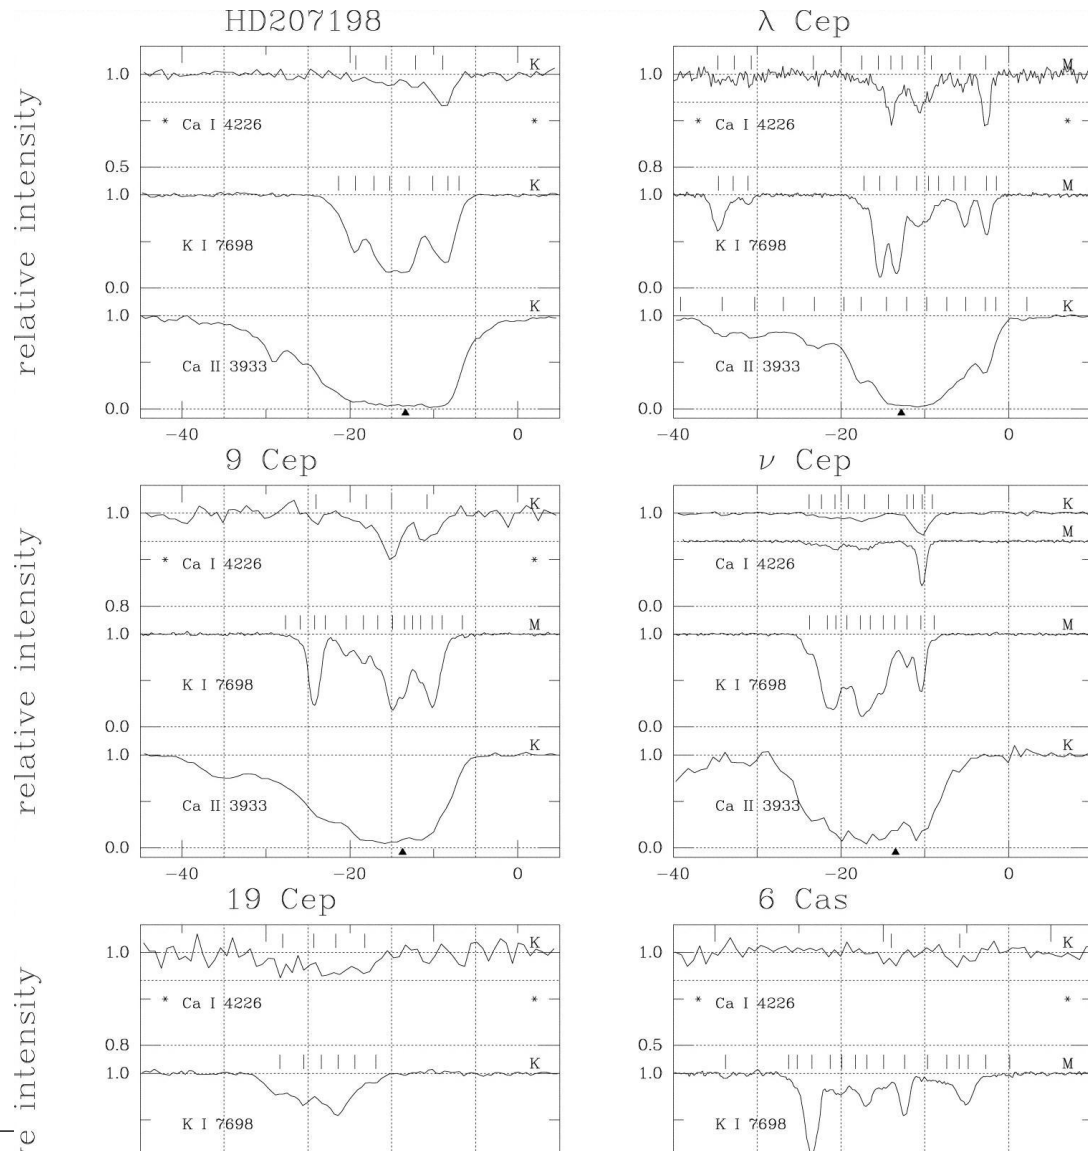 HD207198
λ Cep
relative intensity
1.0 K
* Ca I 4226 *
0.5
1.0 K
K I 7698
0.0
1.0 K
Ca II 3933
0.0
−40 −20 0
1.0 M
* Ca I 4226 *
0.8
1.0 M
K I 7698
0.0
1.0 K
Ca II 3933
0.0
−40 −20 0
9 Cep
ν Cep
relative intensity
1.0 K
* Ca I 4226 *
0.8
1.0 M
K I 7698
0.0
1.0 K
Ca II 3933
0.0
−40 −20 0
1.0 K
M
Ca I 4226
0.0
1.0 M
K I 7698
0.0
1.0 K
Ca II 3933
0.0
−40 −20 0
19 Cep
6 Cas
intensity
1.0 K
* Ca I 4226 *
0.8
1.0 K
K I 7698
1.0 K
* Ca I 4226 *
0.5
1.0 M
K I 7698